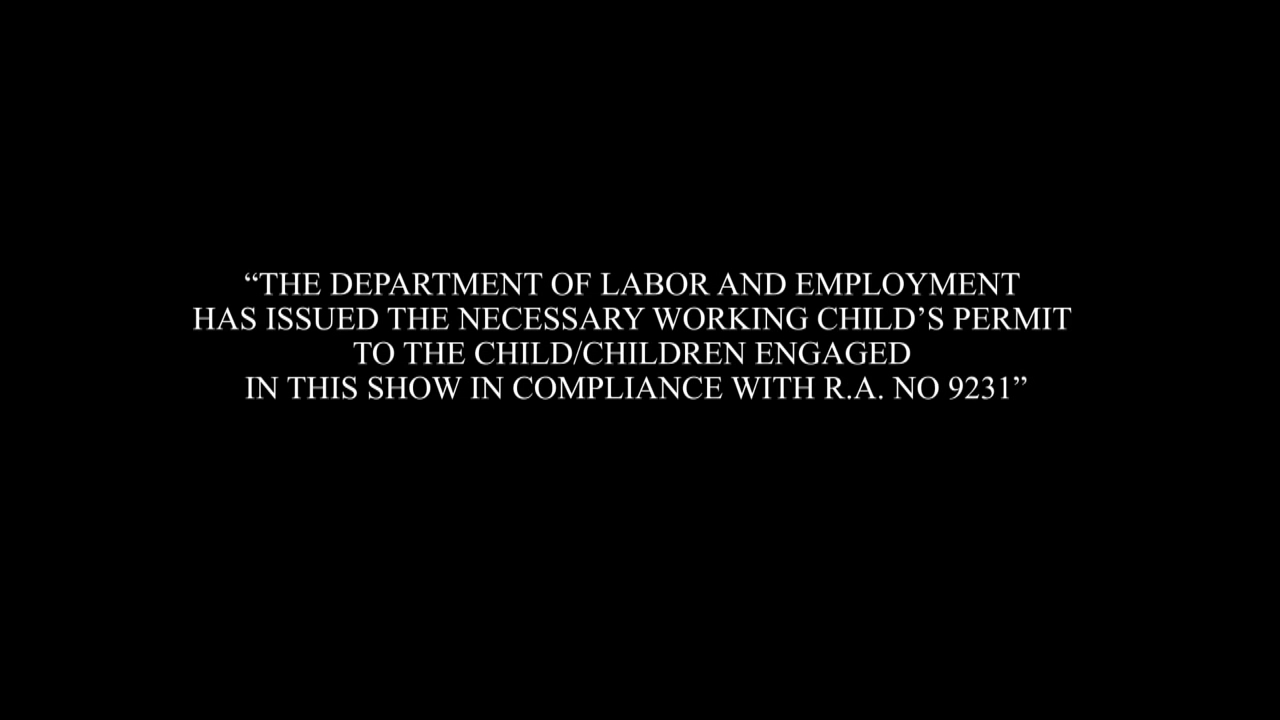 “THE DEPARTMENT OF LABOR AND EMPLOYMENT
HAS ISSUED THE NECESSARY WORKING CHILD’S PERMIT
TO THE CHILD/CHILDREN ENGAGED
IN THIS SHOW IN COMPLIANCE WITH R.A. NO 9231”